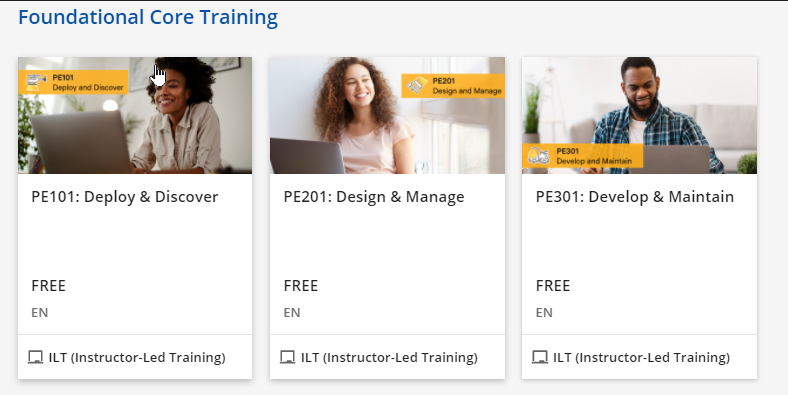 Foundational Core Training
PE101
Deploy and Discover
PE201
Design and Manage
PE301
Develop and Maintain
PE101: Deploy & Discover
PE201: Design & Manage
PE301: Develop & Maintain
FREE
FREE
FREE
EN
EN
EN
ILT (Instructor-Led Training)
ILT (Instructor-Led Training)
ILT (Instructor-Led Training)